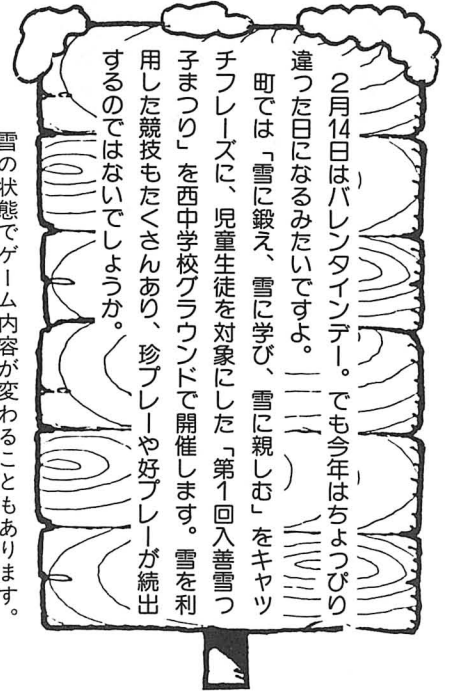 2月14日はバレンタインデー。でも今年はちょっぴり
違った日になるみたいですよ。
町では「雪に鍛え、雪に学び、雪に親しむ」をキャッ
チフレーズに、児童生徒を対象にした「第1回入善雪っ
子まつり」を西中学校グラウンドで開催します。雪を利
用した競技もたくさんあり、珍プレーや好プレーが続出
するのではないでしょうか。
雪の状態でゲーム内容が変わることもあります。